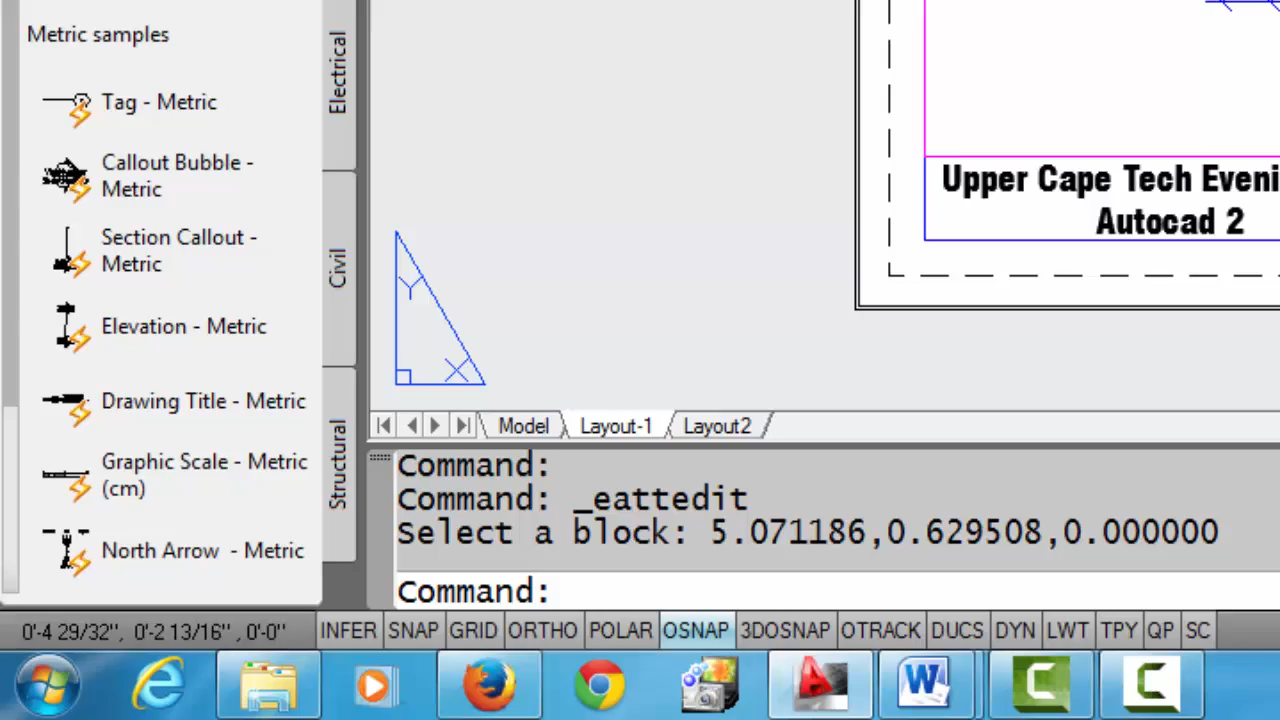 Metric samples
Tag - Metric
Callout Bubble -
Metric
Section Callout -
Metric
Elevation - Metric
Drawing Title - Metric
Graphic Scale - Metric
(cm)
North Arrow - Metric
Electrical
Civil
Structural
Y
X
Upper Cape Tech Eveni
Autocad 2
Model Layout-1 Layout2
Command:
Command: _eattedit
Select a block: 5.071186,0.629508,0.000000
Command:
0'-4 29/32", 0'-2 13/16" , 0'-0" INFER SNAP GRID ORTHO POLAR OSNAP 3DOSNAP OTRACK DUCS DYN LWT TPY QP SC